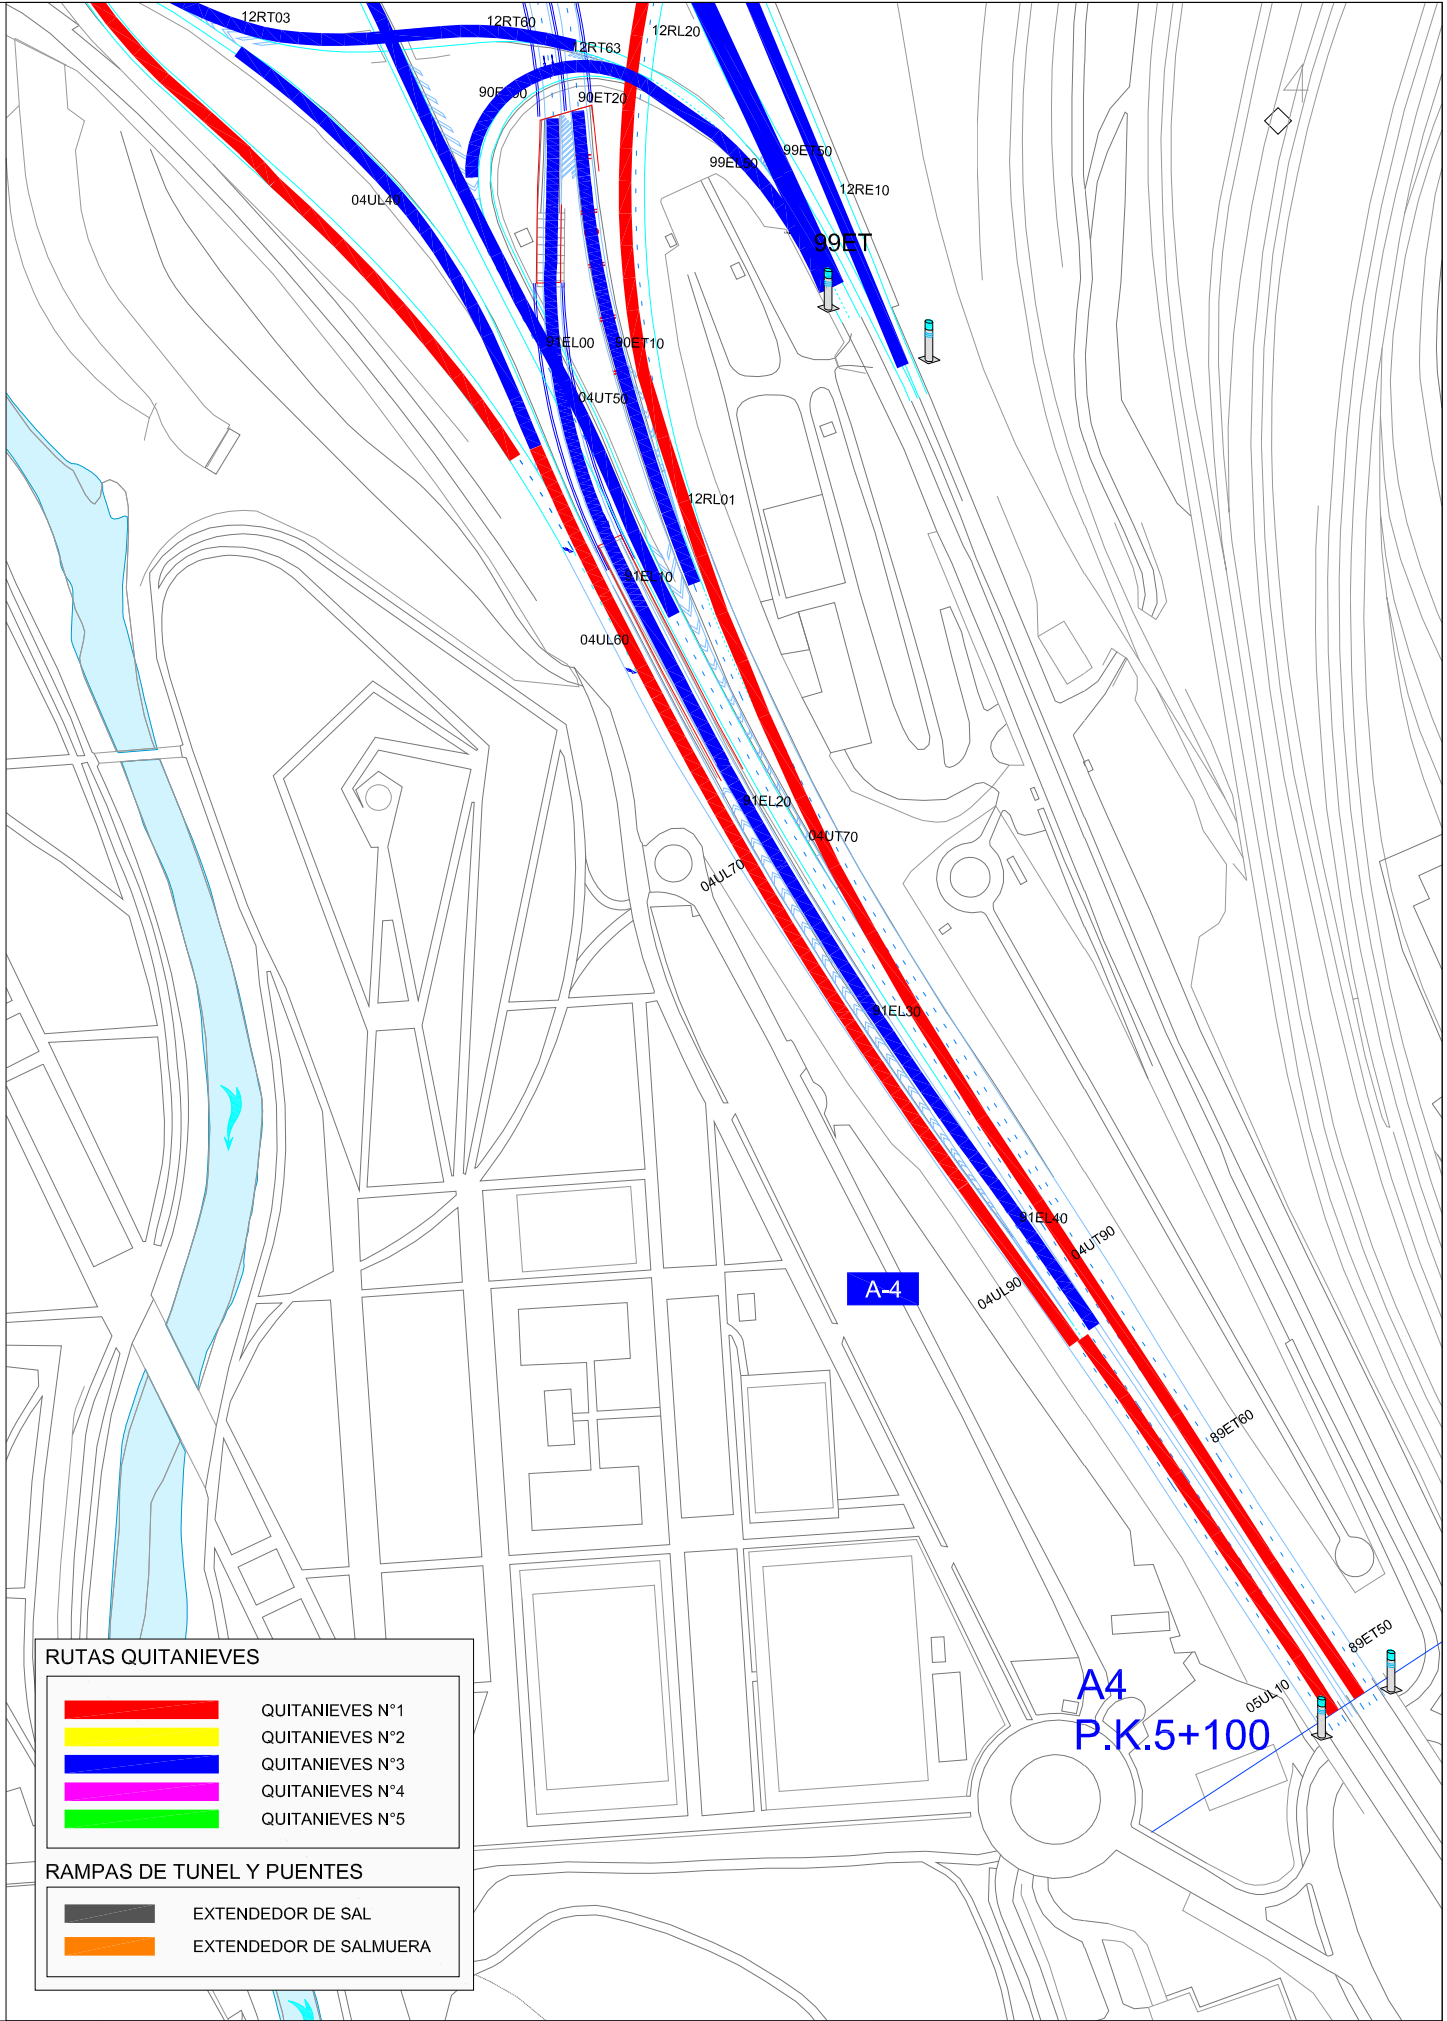 12RT03
12RT60
12RT63
12RL20
90ET20
99EL50
99ET50
12RE10
04UL40
99ET
91EL00
90ET10
04UT50
12RL01
91EL10
04UL60
91EL20
04UT70
04UL70
91EL30
91EL40
04UT90
A-4
04UL90
89ET60
89ET50
05UL10
A4
P.K.5+100
RUTAS QUITANIEVES
QUITANIEVES N°1
QUITANIEVES N°2
QUITANIEVES N°3
QUITANIEVES N°4
QUITANIEVES N°5
RAMPAS DE TUNEL Y PUENTES
EXTENDEDOR DE SAL
EXTENDEDOR DE SALMUERA